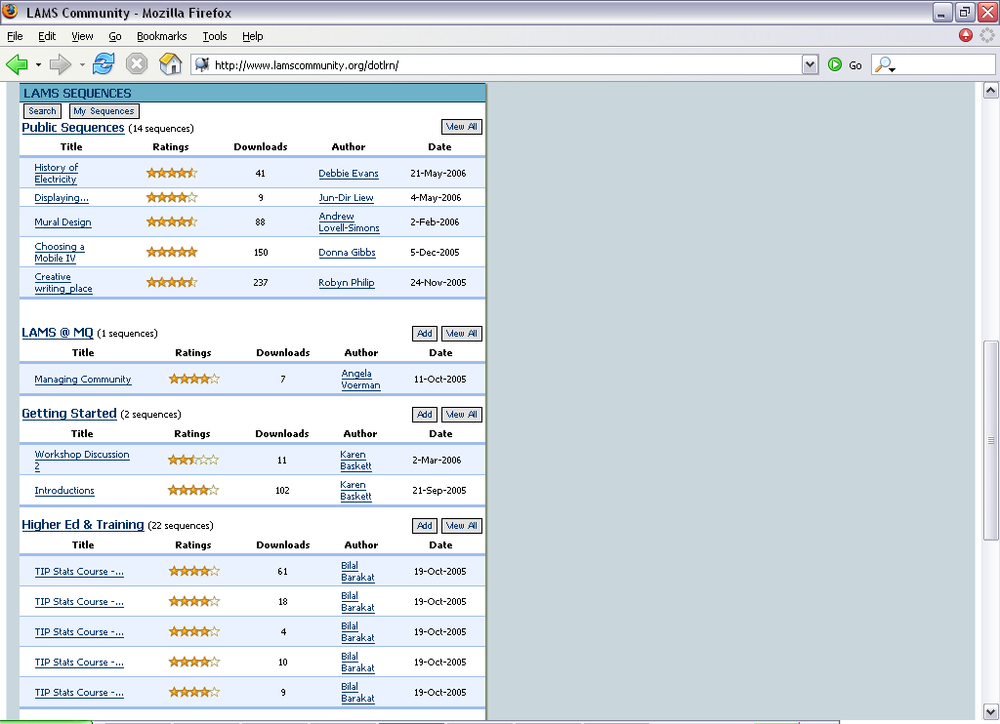 LAMS Community - Mozilla Firefox
File Edit View Go Bookmarks Tools Help
http://www.lamscommunity.org/dotlrn/ Go
LAMS SEQUENCES
Search My Sequences
Public Sequences (14 sequences) View All
Title Ratings Downloads Author Date
History of
Electricity 41 Debbie Evans 21-May-2006
Displaying... 9 Jun-Dir Liew 4-May-2006
Mural Design 88 Andrew
Lovell-Simons 2-Feb-2006
Choosing a
Mobile IV 150 Donna Gibbs 5-Dec-2005
Creative
writing_place 237 Robyn Philip 24-Nov-2005
LAMS @ MQ (1 sequences) Add View All
Title Ratings Downloads Author Date
Managing Community 7 Angela
Voerman 11-Oct-2005
Getting Started (2 sequences) Add View All
Title Ratings Downloads Author Date
Workshop Discussion
2 11 Karen
Baskett 2-Mar-2006
Introductions 102 Karen
Baskett 21-Sep-2005
Higher Ed & Training (22 sequences) Add View All
Title Ratings Downloads Author Date
TIP Stats Course -... 61 Bilal
Barakat 19-Oct-2005
TIP Stats Course -... 18 Bilal
Barakat 19-Oct-2005
TIP Stats Course -... 4 Bilal
Barakat 19-Oct-2005
TIP Stats Course -... 10 Bilal
Barakat 19-Oct-2005
TIP Stats Course -... 9 Bilal
Barakat 19-Oct-2005